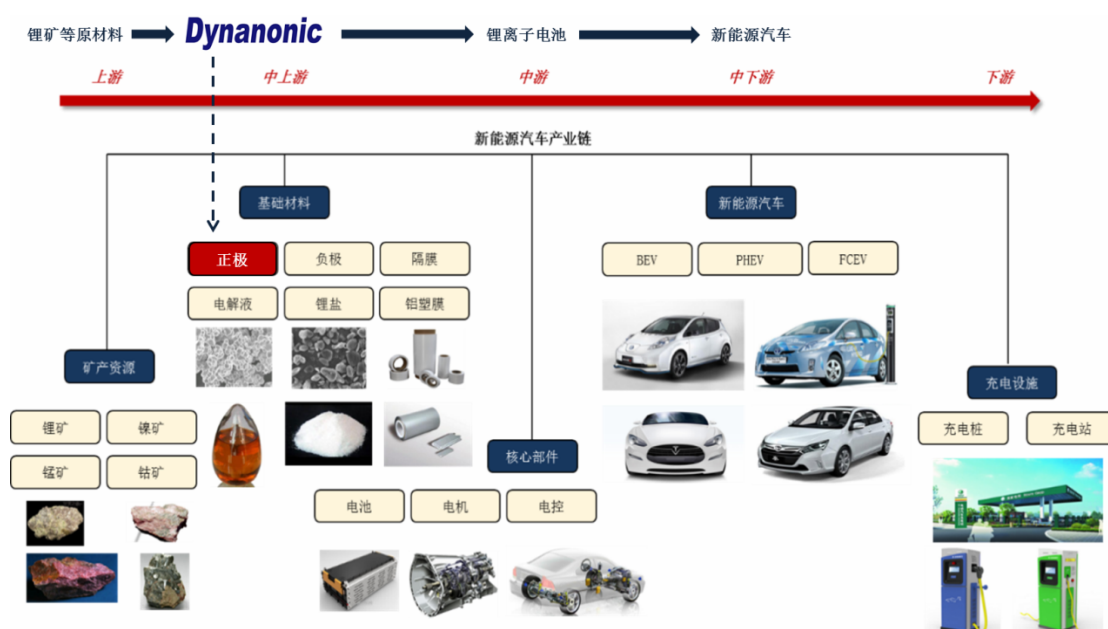 锂矿等原材料 Dynanonic 锂离子电池 新能源汽车
上游 中上游 中游 中下游 下游
新能源汽车产业链
基础材料 新能源汽车
正极 负极 隔膜 BEV PHEV FCEV
电解液 锂盐 铝塑膜
矿产资源 充电设施
锂矿 镍矿 充电桩 充电站
核心部件
锰矿 钴矿
电池 电机 电控